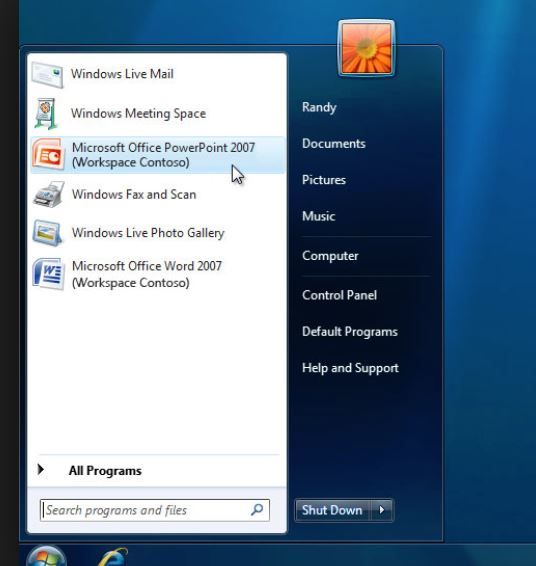 Windows Live Mail
Windows Meeting Space
Microsoft Office PowerPoint 2007
(Workspace Contoso)
Windows Fax and Scan
Windows Live Photo Gallery
Microsoft Office Word 2007
(Workspace Contoso)
All Programs
Search programs and files
Randy
Documents
Pictures
Music
Computer
Control Panel
Default Programs
Help and Support
Shut Down